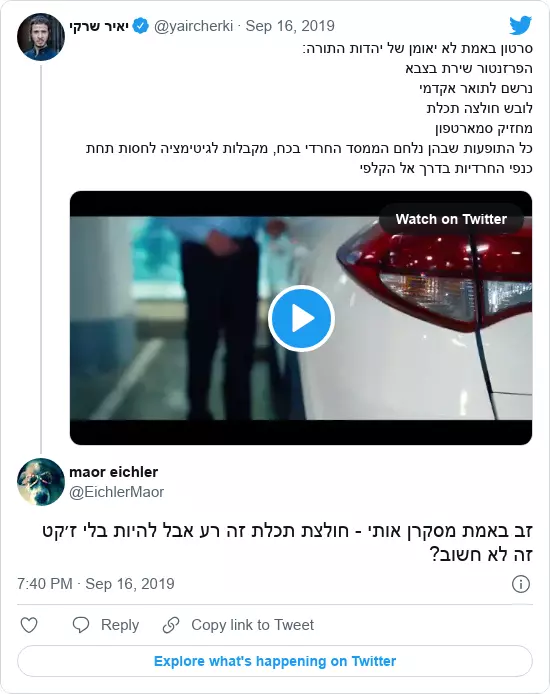 יאיר שרקי @yaircherki · Sep 16, 2019
סרטון באמת לא יאומן של יהדות התורה:
הפרזנטור שירת בצבא
נרשם לתואר אקדמי
לובש חולצה תכלת
מחזיק סמארטפון
כל התופעות שבהן נלחם הממסד החרדי בכח, מקבלות לגיטימציה לחסות תחת
כנפי החרדיות בדרך אל הקלפי
Watch on Twitter
maor eichler
@EichlerMaor
זב באמת מסקרן אותי - חולצת תכלת זה רע אבל להיות בלי ז׳קט
זה לא חשוב?
7:40 PM · Sep 16, 2019
Reply
Copy link to Tweet
Explore what's happening on Twitter